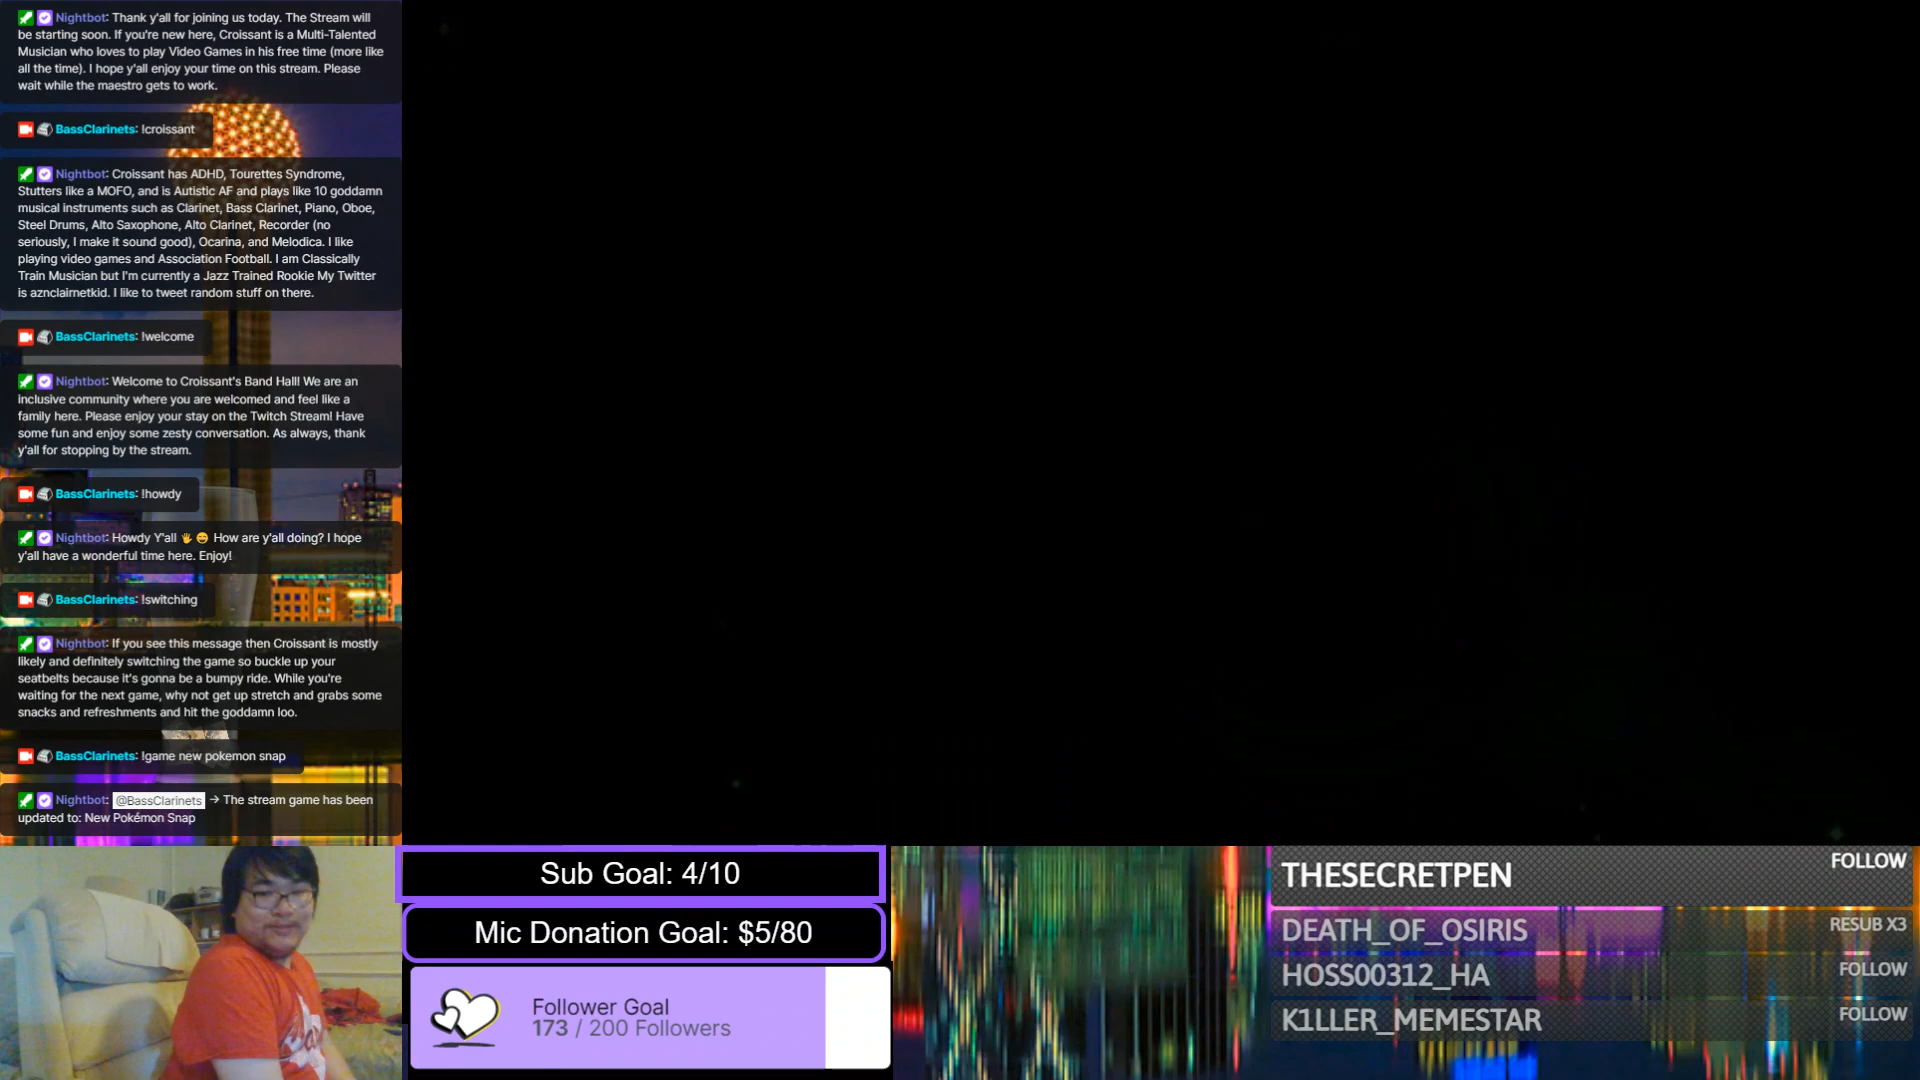 Nightbot: Thank y'all for joining us today. The Stream will
be starting soon. If you're new here, Croissant is a Multi-Talented
Musician who loves to play Video Games in his free time (more like
all the time). I hope y'all enjoy your time on this stream. Please
wait while the maestro gets to work.
BassClarinets: !croissant
Nightbot: Croissant has ADHD, Tourettes Syndrome,
Stutters like a MOFO, and is Autistic AF and plays like 10 goddamn
musical instruments such as Clarinet, Bass Clarinet, Piano, Oboe,
Steel Drums, Alto Saxophone, Alto Clarinet, Recorder (no
seriously, I make it sound good), Ocarina, and Melodica. I like
playing video games and Association Football. I am Classically
Train Musician but I'm currently a Jazz Trained Rookie My Twitter
is aznclairnetkid. I like to tweet random stuff on there.
BassClarinets: !welcome
Nightbot: Welcome to Croissant's Band Hall! We are an
inclusive community where you are welcomed and feel like a
family here. Please enjoy your stay on the Twitch Stream! Have
some fun and enjoy some zesty conversation. As always, thank
y'all for stopping by the stream.
BassClarinets: !howdy
Nightbot: Howdy Y'all 🖐 😄 How are y'all doing? I hope
y'all have a wonderful time here. Enjoy!
BassClarinets: !switching
Nightbot: If you see this message then Croissant is mostly
likely and definitely switching the game so buckle up your
seatbelts because it's gonna be a bumpy ride. While you're
waiting for the next game, why not get up stretch and grabs some
snacks and refreshments and hit the goddamn loo.
BassClarinets: !game new pokemon snap
Nightbot: @BassClarinets → The stream game has been
updated to: New Pokémon Snap
Sub Goal: 4/10
Mic Donation Goal: $5/80
Follower Goal
173 / 200 Followers
THESECRETPEN FOLLOW
DEATH_OF_OSIRIS RESUB X3
HOSS00312_HA FOLLOW
K1LLER_MEMESTAR FOLLOW